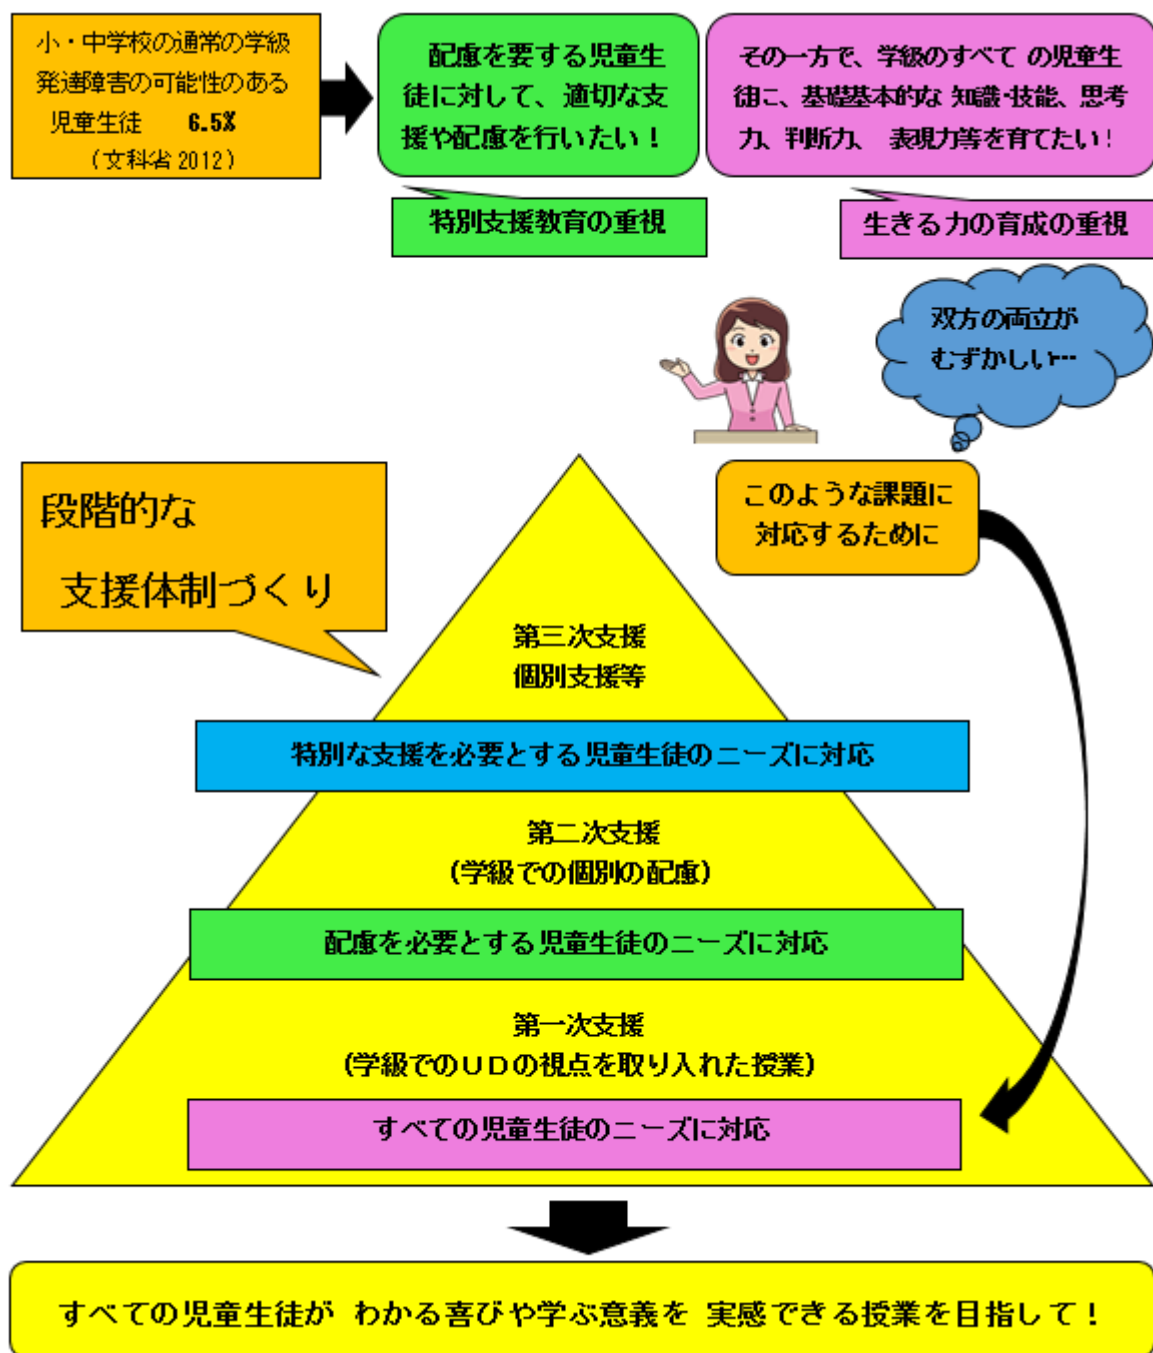 小・中学校の通常の学級
発達障害の可能性のある
児童生徒 6.5%
（文科省2012）
配慮を要する児童生
徒に対して、適切な支
援や配慮を行いたい！
その一方で、学級のすべて の児童生
徒に、基礎基本的な 知識・技能、思考
力、判断力、 表現力等を育てたい！
特別支援教育の重視
生きる力の育成の重視
双方の両立が
むずかしい…
段階的な
支援体制づくり
このような課題に
対応するために
第三次支援
個別支援等
特別な支援を必要とする児童生徒のニーズに対応
第二次支援
（学級での個別の配慮）
配慮を必要とする児童生徒のニーズに対応
第一次支援
（学級でのＵＤの視点を取り入れた授業）
すべての児童生徒のニーズに対応
すべての児童生徒が わかる喜びや学ぶ意義を 実感できる授業を目指して！